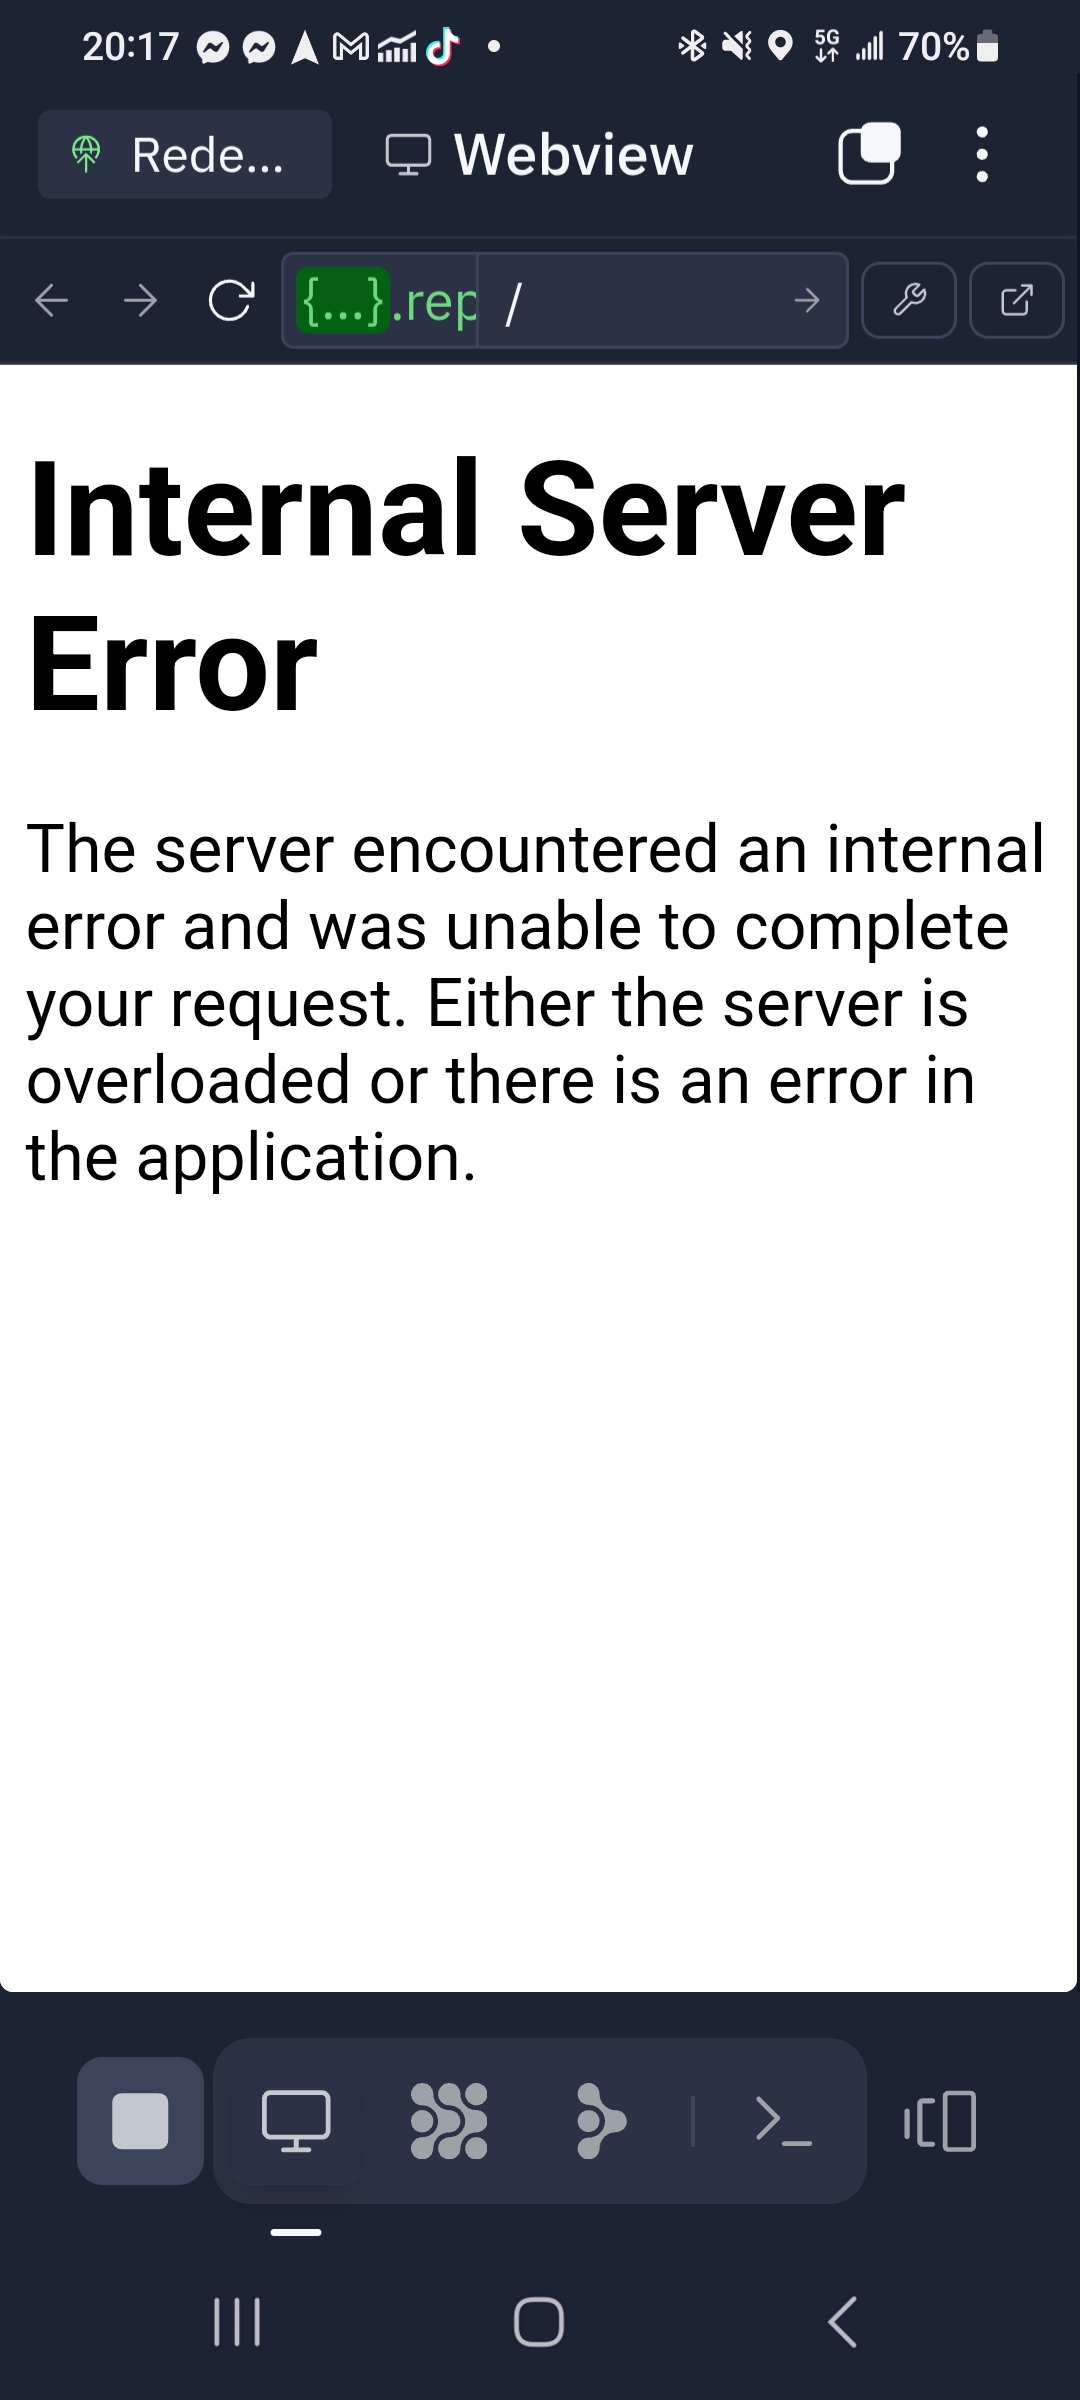 20:17 5G 70%
Rede... Webview
{...}.rep /
Internal Server
Error
The server encountered an internal
error and was unable to complete
your request. Either the server is
overloaded or there is an error in
the application.